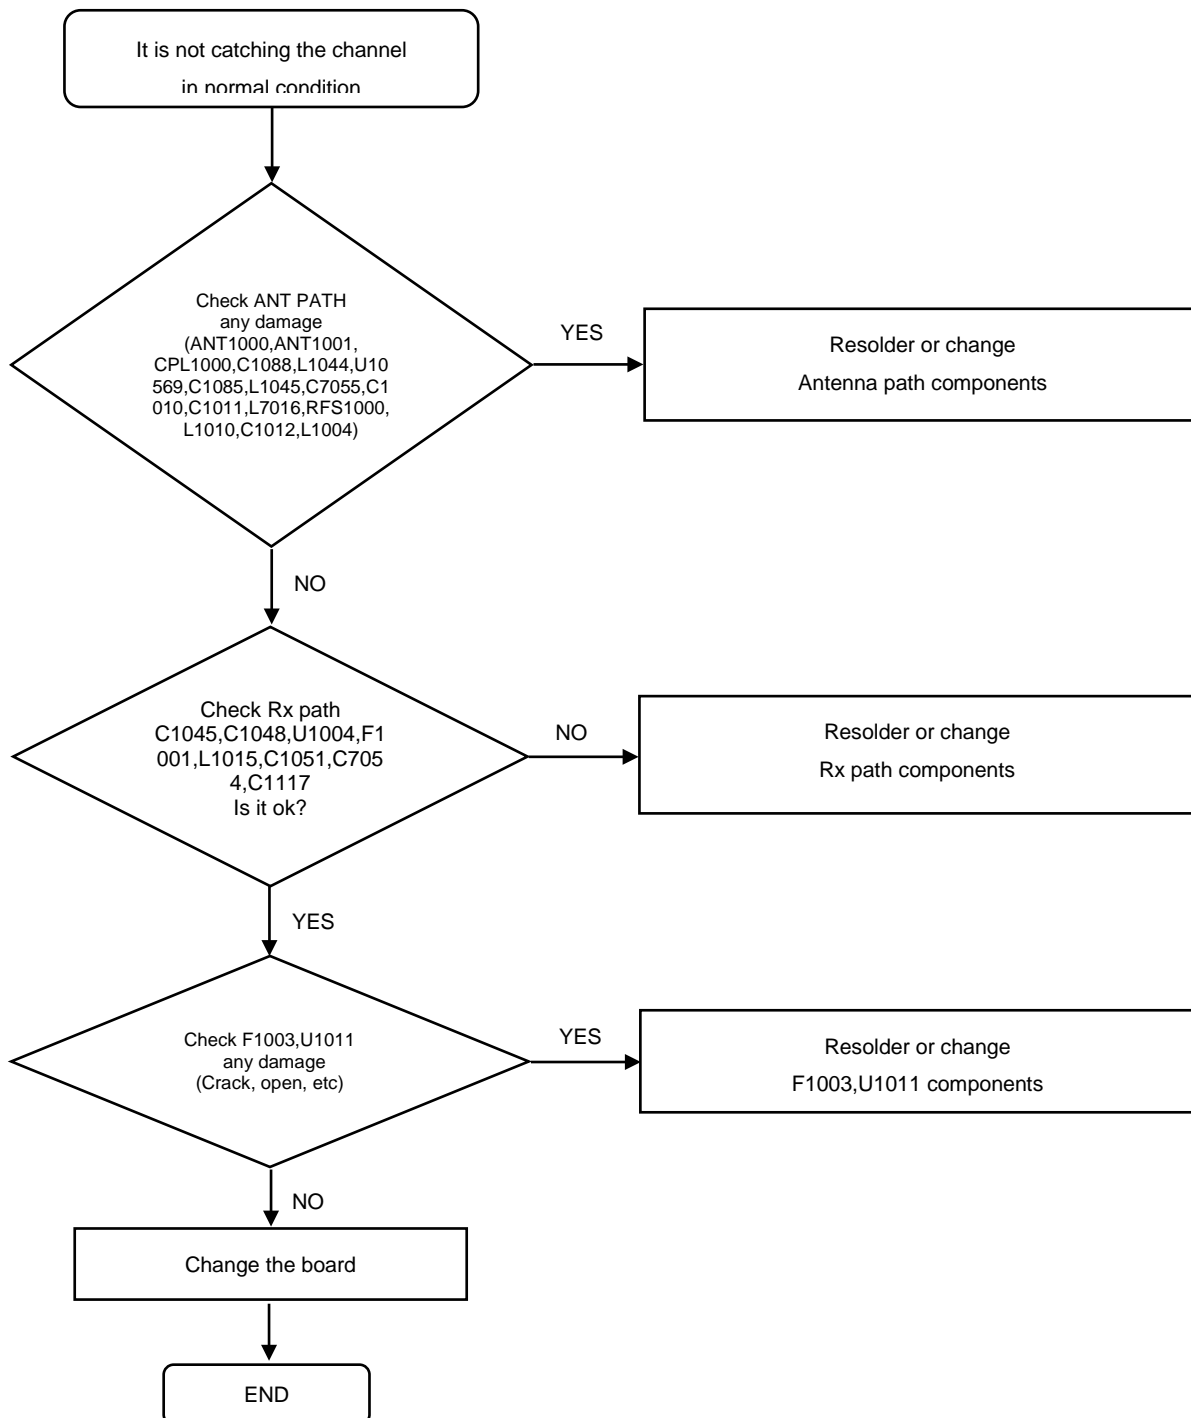 It is not catching the channel
in normal condition
Check ANT PATH
any damage
(ANT1000,ANT1001,
CPL1000,C1088,L1044,U10
569,C1085,L1045,C7055,C1
010,C1011,L7016,RFS1000,
L1010,C1012,L1004)
YES
Resolder or change
Antenna path components
NO
Check Rx path
C1045,C1048,U1004,F1
001,L1015,C1051,C705
4,C1117
Is it ok?
NO
Resolder or change
Rx path components
YES
Check F1003,U1011
any damage
(Crack, open, etc)
YES
Resolder or change
F1003,U1011 components
NO
Change the board
END